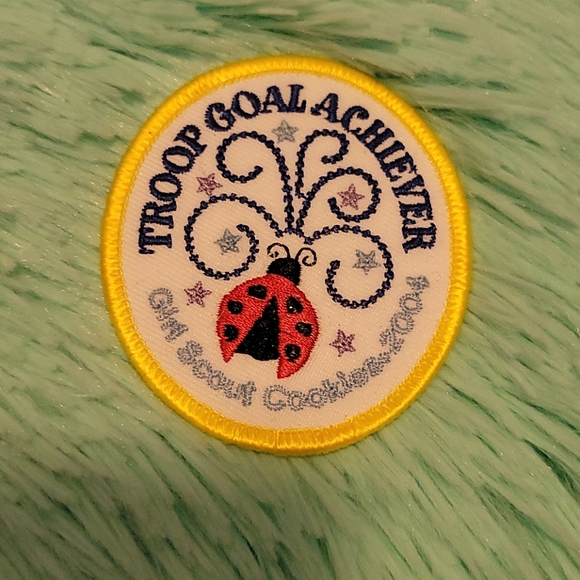 TROOP GOAL ACHIEVER
Girl Scout Cookies-2004